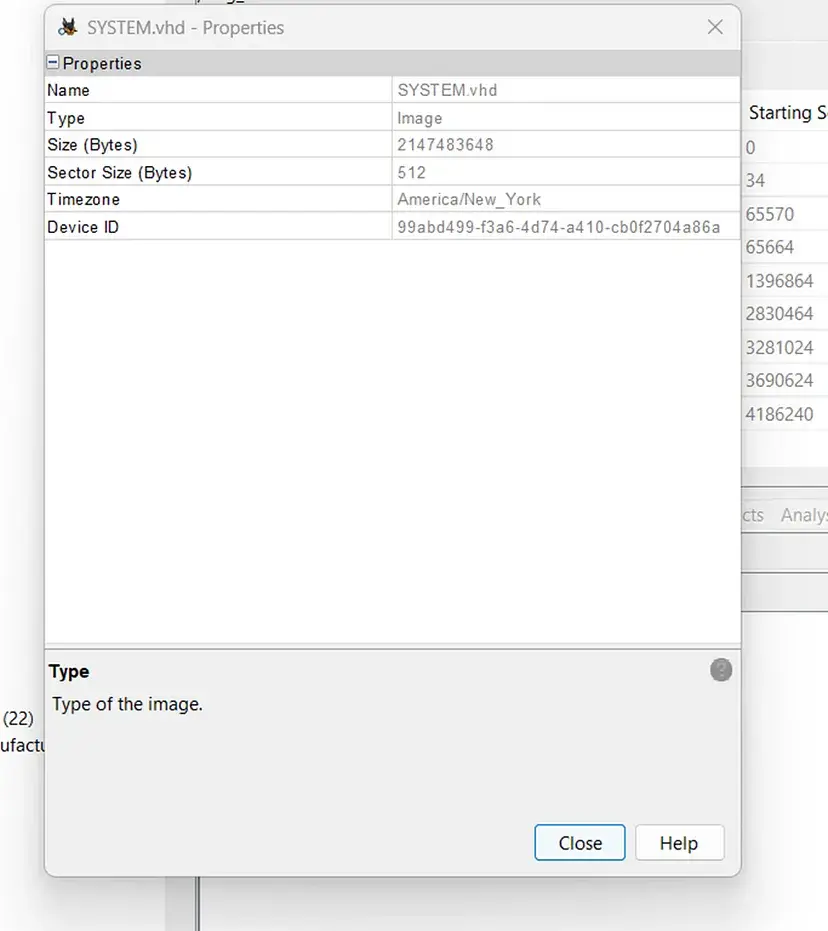 SYSTEM.vhd - Properties
Properties
Name SYSTEM.vhd
Type Image
Size (Bytes) 2147483648
Sector Size (Bytes) 512
Timezone America/New_York
Device ID 99abd499-f3a6-4d74-a410-cb0f2704a86a
Starting S
0
34
65570
65664
1396864
2830464
3281024
3690624
4186240
cts Analys
Type
Type of the image.
(22)
ufactu
Close Help